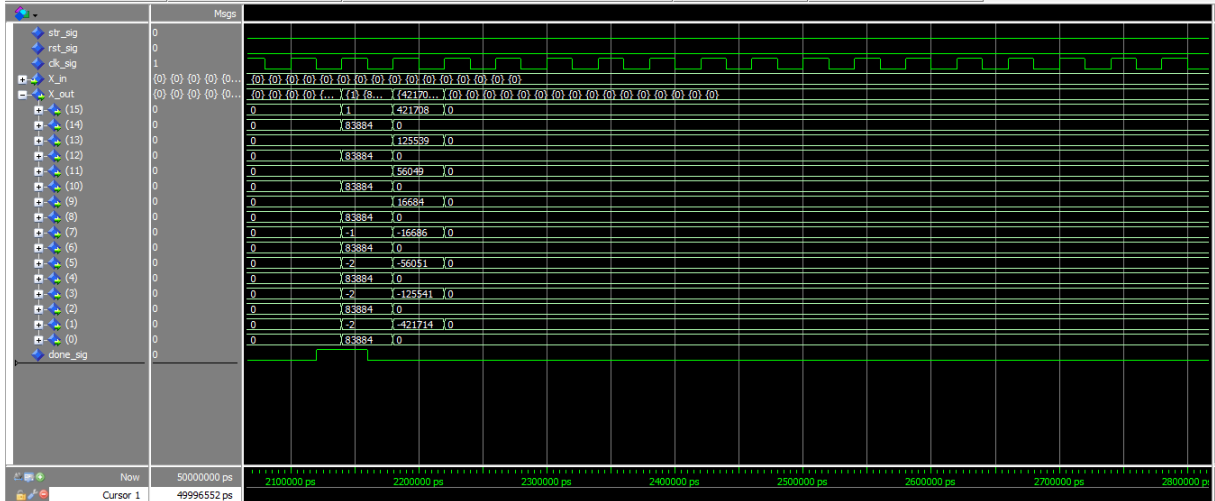 Msgs
str_sig 0
rst_sig 0
clk_sig 1
X_in {0} {0} {0} {0} {0... {0} {0} {0} {0} {0} {0} {0} {0} {0} {0} {0} {0} {0} {0} {0} {0}
X_out {0} {0} {0} {0} {0... {0} {0} {0} {0} {... {1} {8... {42170... {0} {0} {0} {0} {0} {0} {0} {0} {0} {0} {0} {0} {0} {0} {0} {0}
(15) 0 0 1 421708 0
(14) 0 0 83884 0
(13) 0 0 125539 0
(12) 0 0 83884 0
(11) 0 0 56049 0
(10) 0 0 83884 0
(9) 0 0 16684 0
(8) 0 0 83884 0
(7) 0 0 -1 -16686 0
(6) 0 0 83884 0
(5) 0 0 -2 -56051 0
(4) 0 0 83884 0
(3) 0 0 -2 -125541 0
(2) 0 0 83884 0
(1) 0 0 -2 -421714 0
(0) 0 0 83884 0
done_sig 0
Now 50000000 ps 2100000 ps 2200000 ps 2300000 ps 2400000 ps 2500000 ps 2600000 ps 2700000 ps 2800000 ps
Cursor 1 49996552 ps